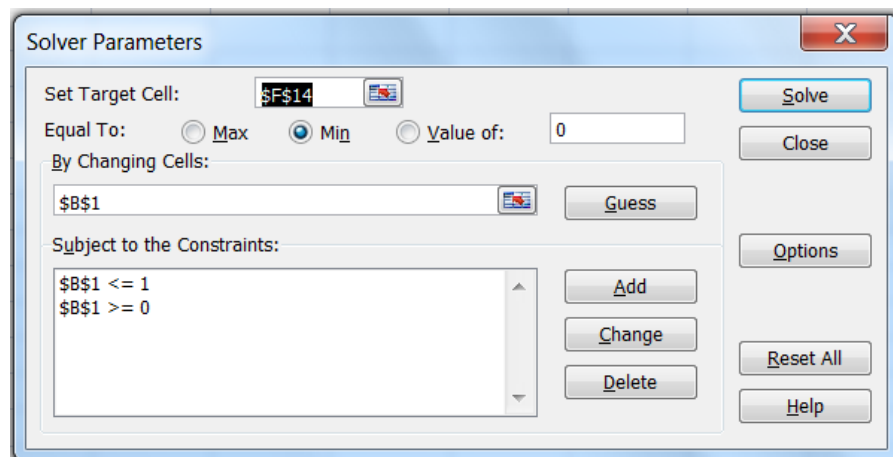 Solver Parameters
X
Set Target Cell: $F$14
Solve
Equal To: Max Min Value of: 0
Close
By Changing Cells:
$B$1
Guess
Subject to the Constraints:
Options
$B$1 <= 1
Add
$B$1 >= 0
Change
Reset All
Delete
Help